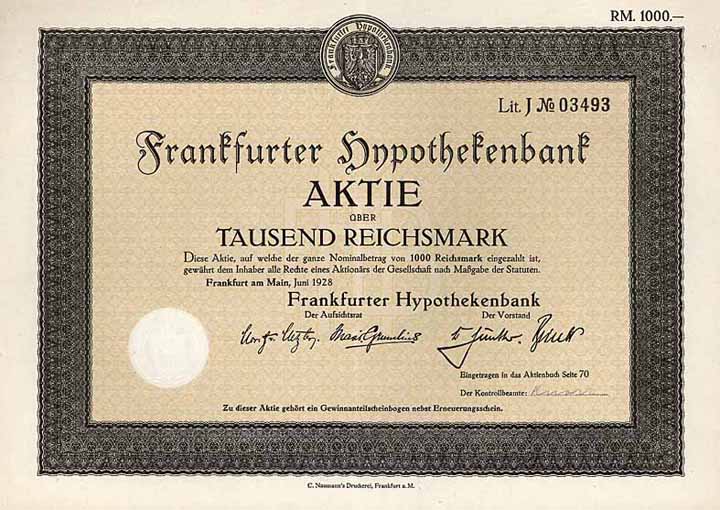 RM. 1000.—
Frankfurter Hypothekenbank
Lit. J № 03493
Frankfurter Hypothekenbank
AKTIE
ÜBER
TAUSEND REICHSMARK
Diese Aktie, auf welche der ganze Nominalbetrag von 1000 Reichsmark eingezahlt ist,
gewährt dem Inhaber alle Rechte eines Aktionärs der Gesellschaft nach Maßgabe der Statuten.
Frankfurt am Main, Juni 1928
Frankfurter Hypothekenbank
Der Aufsichtsrat Der Vorstand
Eingetragen in das Aktienbuch Seite 70
Der Kontrollbeamte:
Zu dieser Aktie gehört ein Gewinnanteilscheinbogen nebst Erneuerungsschein.
C. Naumann's Druckerei, Frankfurt a. M.